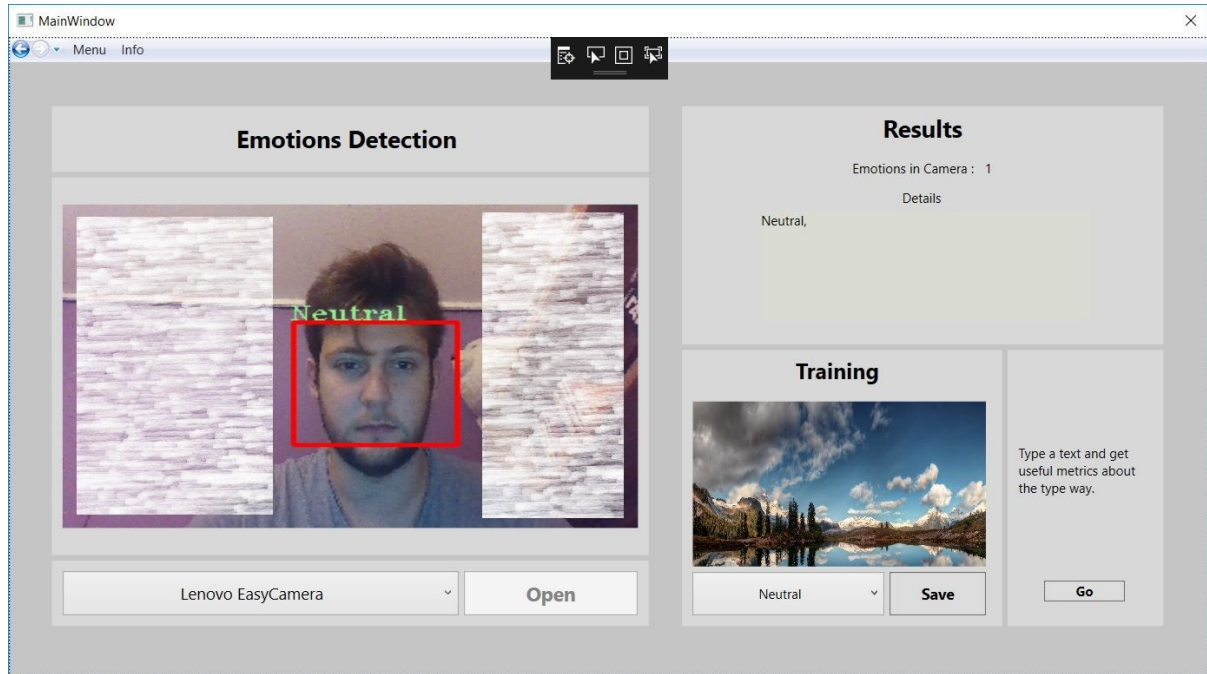 MainWindow
Menu Info
Emotions Detection
Neutral
Lenovo EasyCamera
Open
Results
Emotions in Camera : 1
Details
Neutral,
Training
Neutral
Save
Type a text and get
useful metrics about
the type way.
Go